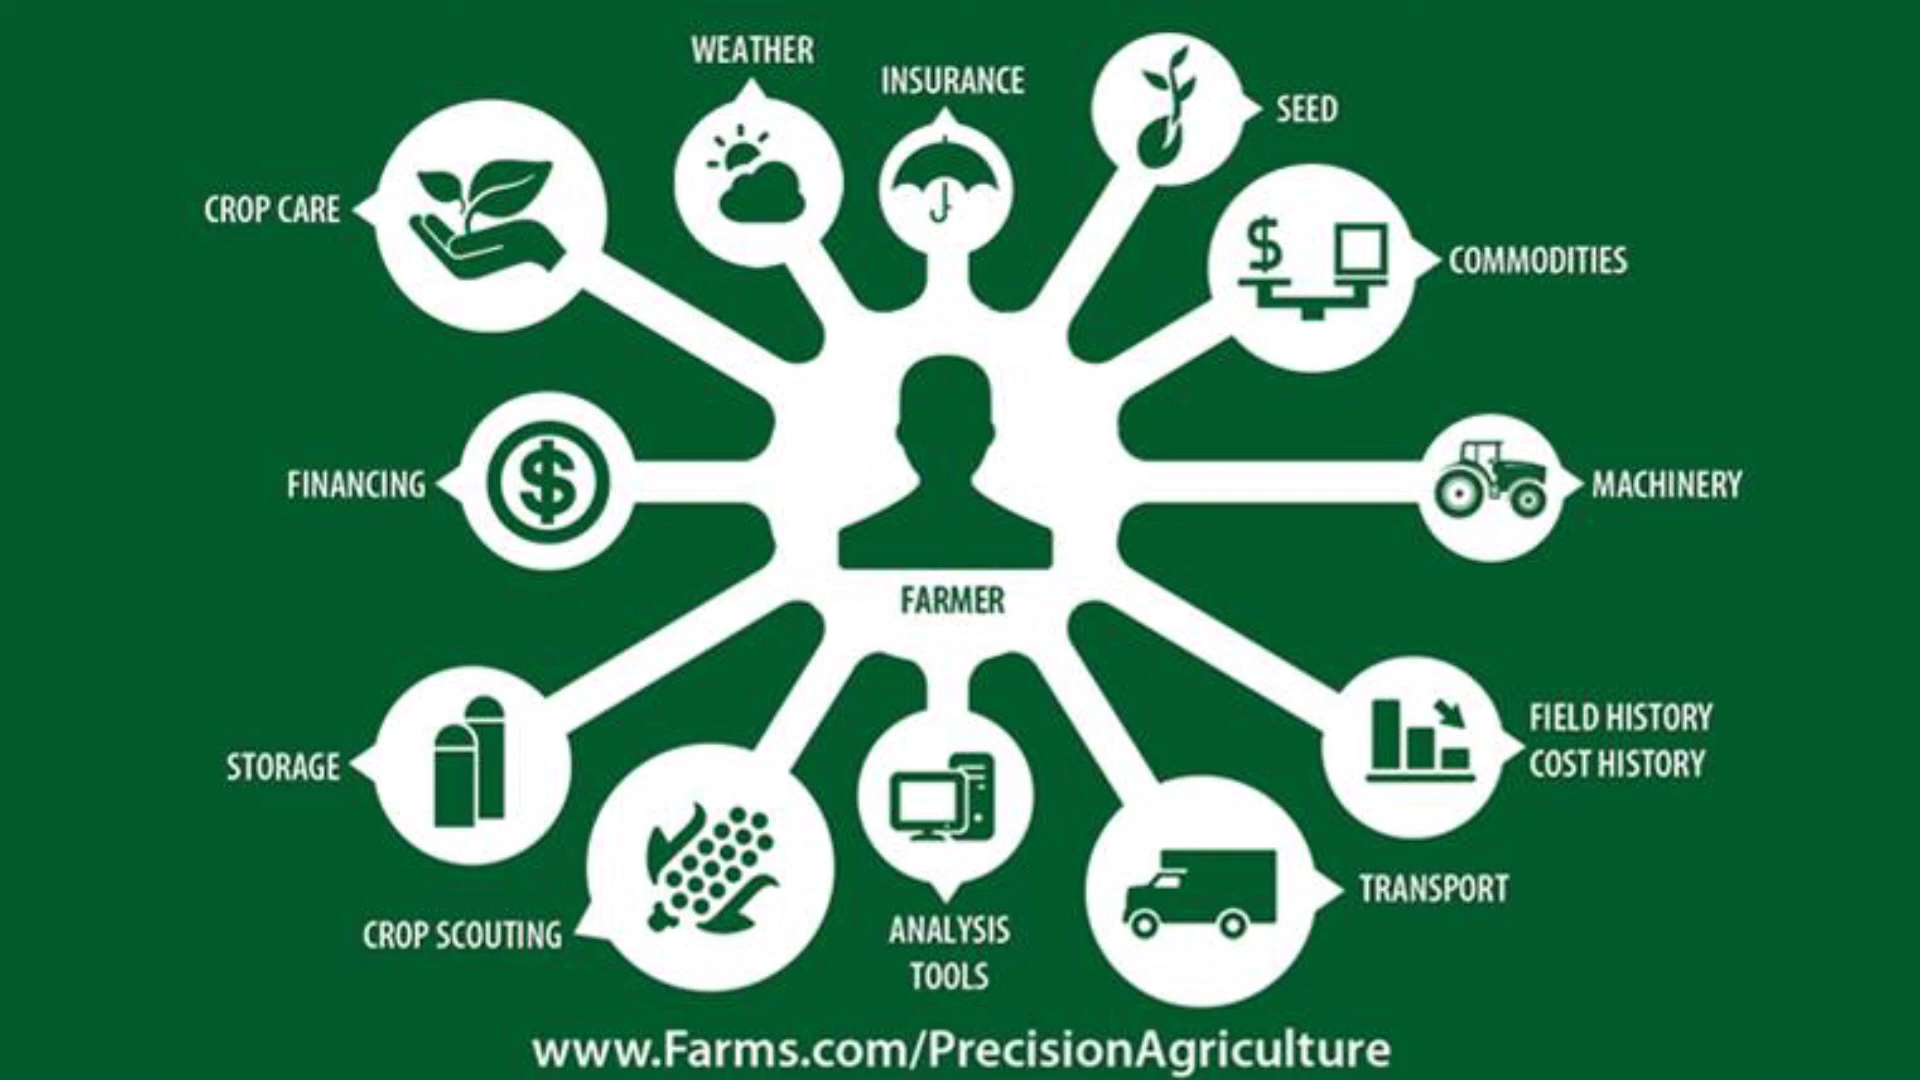 WEATHER
INSURANCE
SEED
CROP CARE
$
COMMODITIES
FINANCING
$
MACHINERY
FARMER
STORAGE
FIELD HISTORY
COST HISTORY
CROP SCOUTING
ANALYSIS
TOOLS
TRANSPORT
www.Farms.com/PrecisionAgriculture